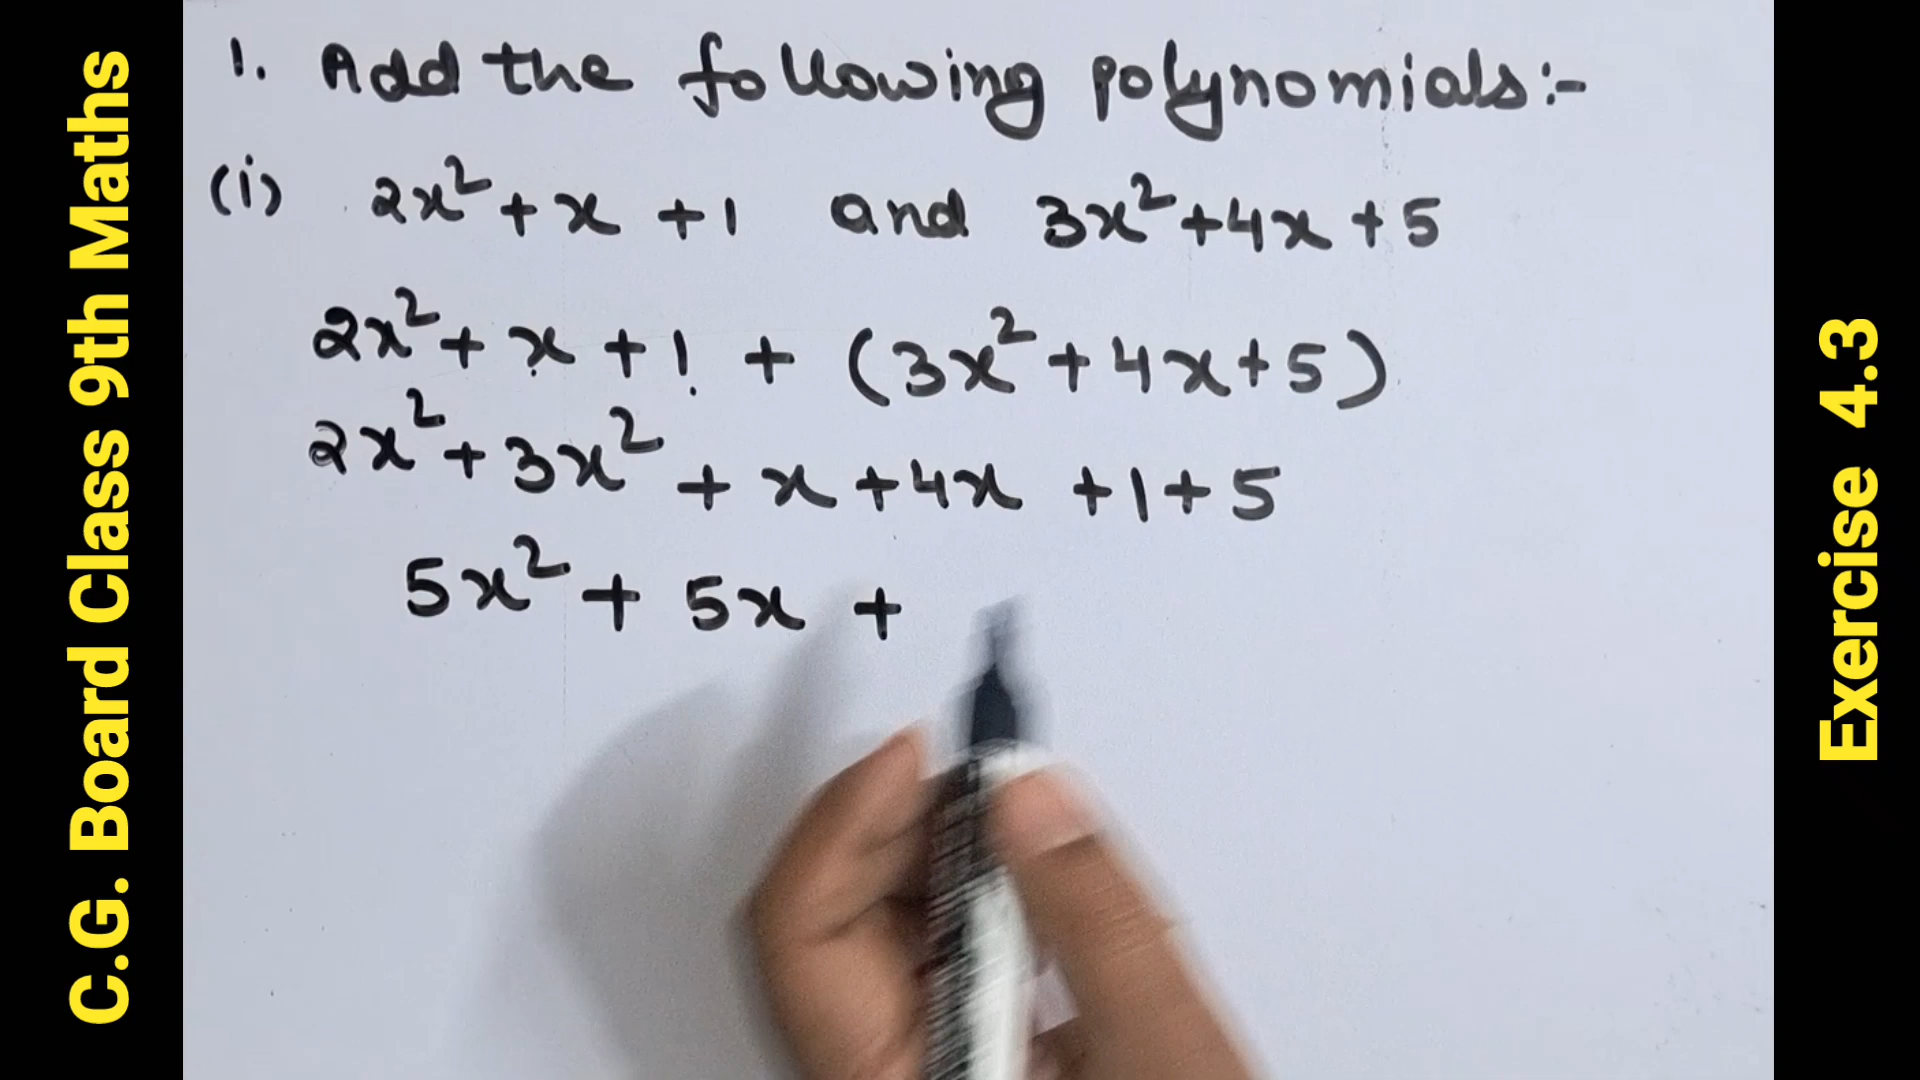 C.G. Board Class 9th Maths
1. Add the following polynomials:-
(i) 2x² + x + 1 and 3x² + 4x + 5
2x² + x + 1 + (3x² + 4x + 5)
2x² + 3x² + x + 4x + 1 + 5
5x² + 5x +
Exercise 4.3